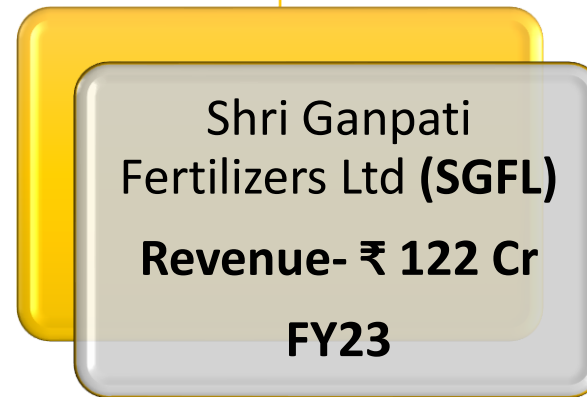 Shri Ganpati
Fertilizers Ltd (SGFL)
Revenue- ₹ 122 Cr
FY23